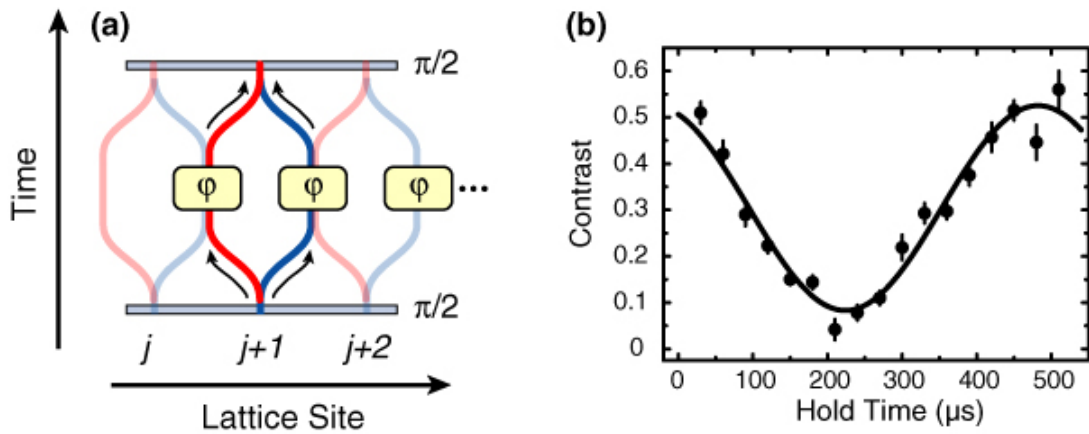 (a)
Time
π/2
φ
φ
φ
...
π/2
j
j+1
j+2
Lattice Site
(b)
Contrast
0.6
0.5
0.4
0.3
0.2
0.1
0
0
100
200
300
400
500
Hold Time (μs)